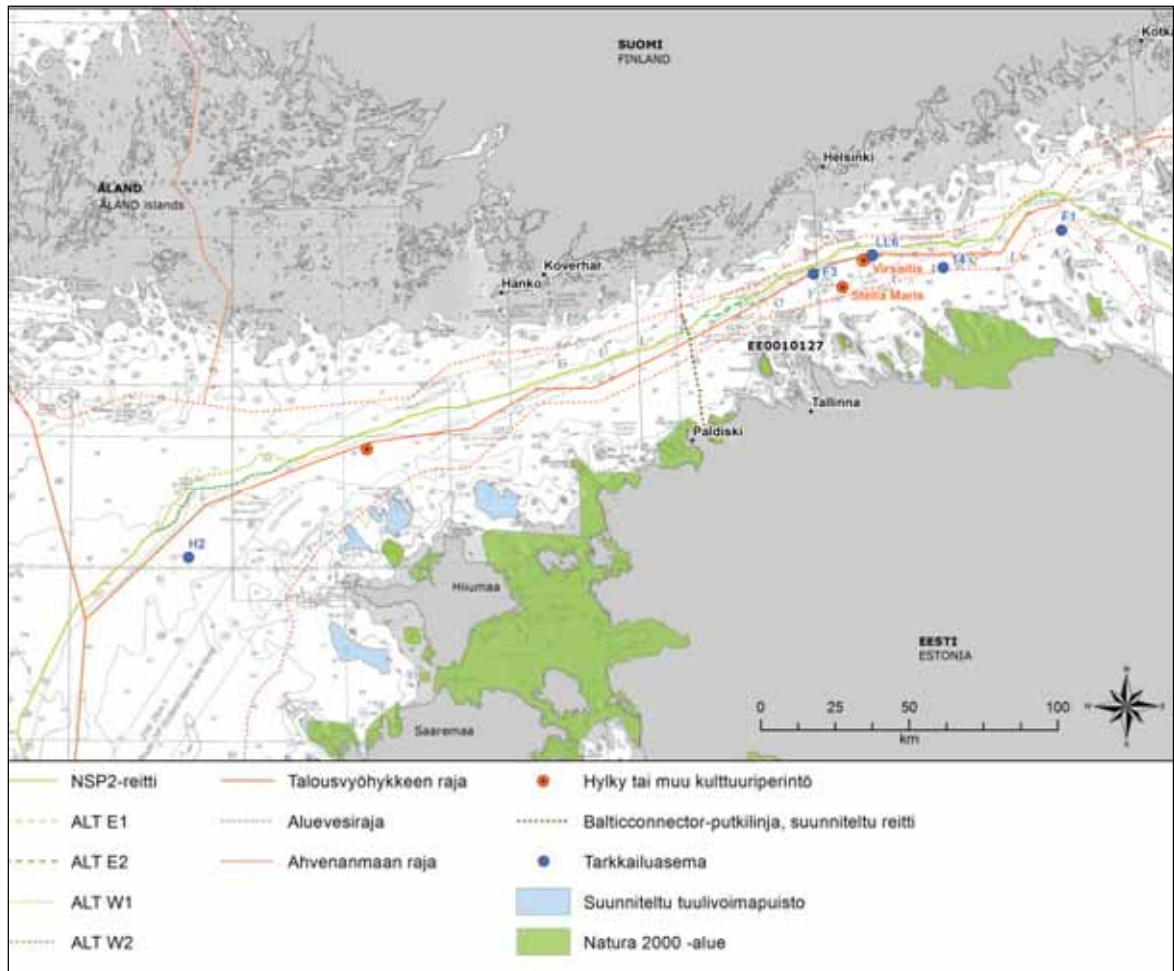 SUOMI
FINLAND
Kotka
Helsinki
ÅLAND
ÅLAND islands
Koverhar
Hanko
F1
LL6
14
Virsaitis
F3
Stella Maris
EE0010127
Tallinna
Paldiski
H2
Hiiumaa
EESTI
ESTONIA
Saaremaa
0 25 50 100
km
NSP2-reitti
ALT E1
ALT E2
ALT W1
ALT W2
Talousvyöhykkeen raja
Aluevesiraja
Ahvenanmaan raja
Hylky tai muu kulttuuriperintö
Balticconnector-putkilinja, suunniteltu reitti
Tarkkailuasema
Suunniteltu tuulivoimapuisto
Natura 2000 -alue